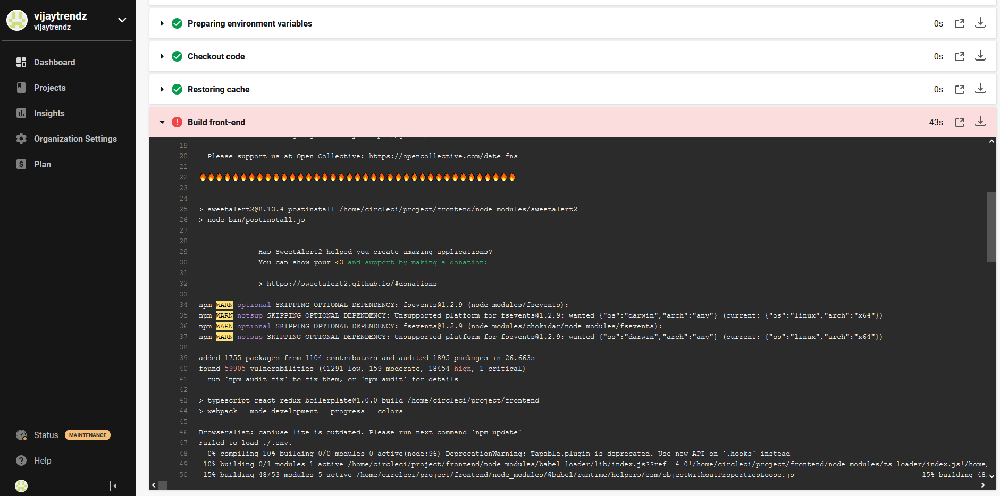 vijaytrendz
vijaytrendz
Dashboard
Projects
Insights
Organization Settings
Plan
Status MAINTENANCE
Help
Preparing environment variables 0s
Checkout code 0s
Restoring cache 0s
Build front-end 43s
19
20 Please support us at Open Collective: https://opencollective.com/date-fns
21
22 🔥🔥🔥🔥🔥🔥🔥🔥🔥🔥🔥🔥🔥🔥🔥🔥🔥🔥🔥🔥🔥🔥🔥🔥🔥🔥🔥🔥🔥🔥🔥🔥🔥🔥🔥🔥🔥🔥🔥
23
24
25 > sweetalert2@8.13.4 postinstall /home/circleci/project/frontend/node_modules/sweetalert2
26 > node bin/postinstall.js
27
28
29 Has SweetAlert2 helped you create amazing applications?
30 You can show your <3 and support by making a donation:
31
32 > https://sweetalert2.github.io/#donations
33
34 npm WARN optional SKIPPING OPTIONAL DEPENDENCY: fsevents@1.2.9 (node_modules/fsevents):
35 npm WARN notsup SKIPPING OPTIONAL DEPENDENCY: Unsupported platform for fsevents@1.2.9: wanted {"os":"darwin","arch":"any"} (current: {"os":"linux","arch":"x64"})
36 npm WARN optional SKIPPING OPTIONAL DEPENDENCY: fsevents@1.2.9 (node_modules/chokidar/node_modules/fsevents):
37 npm WARN notsup SKIPPING OPTIONAL DEPENDENCY: Unsupported platform for fsevents@1.2.9: wanted {"os":"darwin","arch":"any"} (current: {"os":"linux","arch":"x64"})
38
39 added 1755 packages from 1104 contributors and audited 1895 packages in 26.663s
40 found 59905 vulnerabilities (41291 low, 159 moderate, 18454 high, 1 critical)
41 run `npm audit fix` to fix them, or `npm audit` for details
42
43 > typescript-react-redux-boilerplate@1.0.0 build /home/circleci/project/frontend
44 > webpack --mode development --progress --colors
45
46 Browserslist: caniuse-lite is outdated. Please run next command `npm update`
47 Failed to load ./.env.
48 0% compiling 10% building 0/0 modules 0 active(node:96) DeprecationWarning: Tapable.plugin is deprecated. Use new API on `.hooks` instead
49 10% building 0/1 modules 1 active /home/circleci/project/frontend/node_modules/babel-loader/lib/index.js??ref--4-0!/home/circleci/project/frontend/node_modules/ts-loader/index.js!/home,
50 15% building 48/53 modules 5 active /home/circleci/project/frontend/node_modules/@babel/runtime/helpers/esm/objectWithoutPropertiesLoose.js 15% building 48,